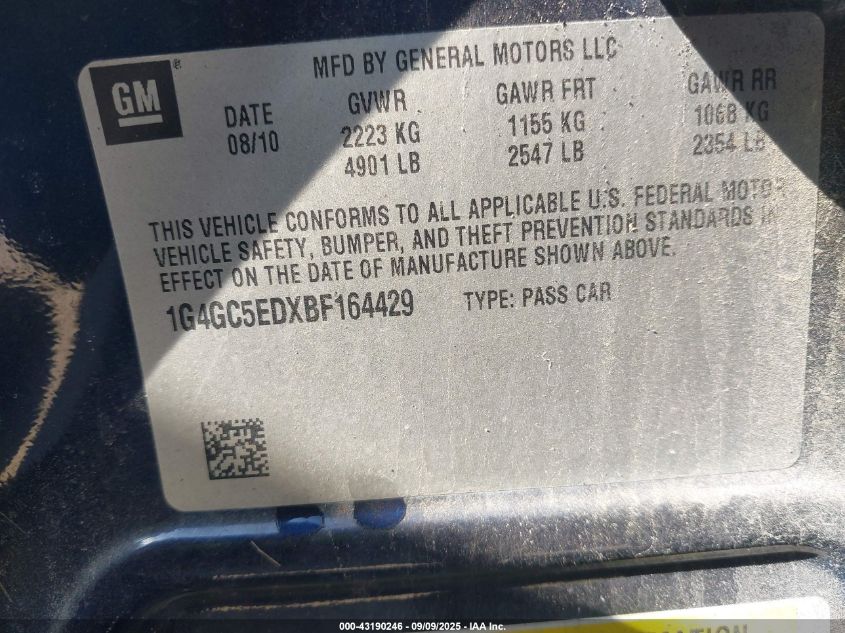 GM
®
MFD BY GENERAL MOTORS LLC
DATE GVWR GAWR FRT GAWR RR
08/10 2223 KG 1155 KG 1068 KG
4901 LB 2547 LB 2354 LB
THIS VEHICLE CONFORMS TO ALL APPLICABLE U.S. FEDERAL MOTOR
VEHICLE SAFETY, BUMPER, AND THEFT PREVENTION STANDARDS IN
EFFECT ON THE DATE OF MANUFACTURE SHOWN ABOVE.
1G4GC5EDXBF164429 TYPE: PASS CAR
000-43190246 - 09/09/2025 - IAA Inc.